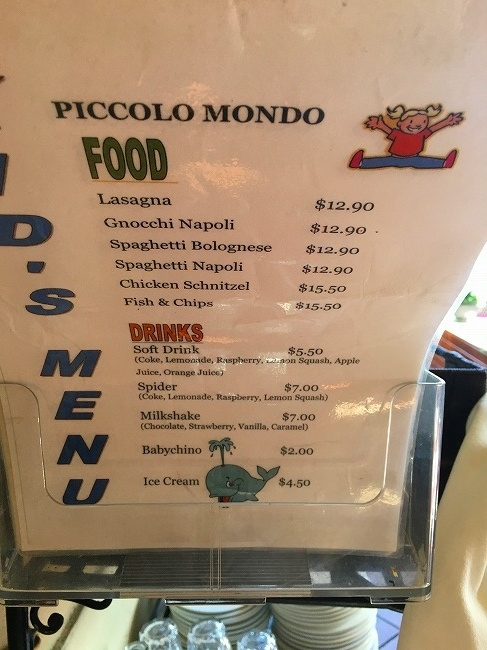 PICCOLO MONDO
FOOD
Lasagna $12.90
Gnocchi Napoli $12.90
Spaghetti Bolognese $12.90
Spaghetti Napoli $12.90
Chicken Schnitzel $15.50
Fish & Chips $15.50
DRINKS
Soft Drink $5.50
(Coke, Lemonade, Raspberry, Lemon Squash, Apple
Juice, Orange Juice)
Spider $7.00
(Coke, Lemonade, Raspberry, Lemon Squash)
Milkshake $7.00
(Chocolate, Strawberry, Vanilla, Caramel)
Babychino $2.00
Ice Cream $4.50
D'S MENU